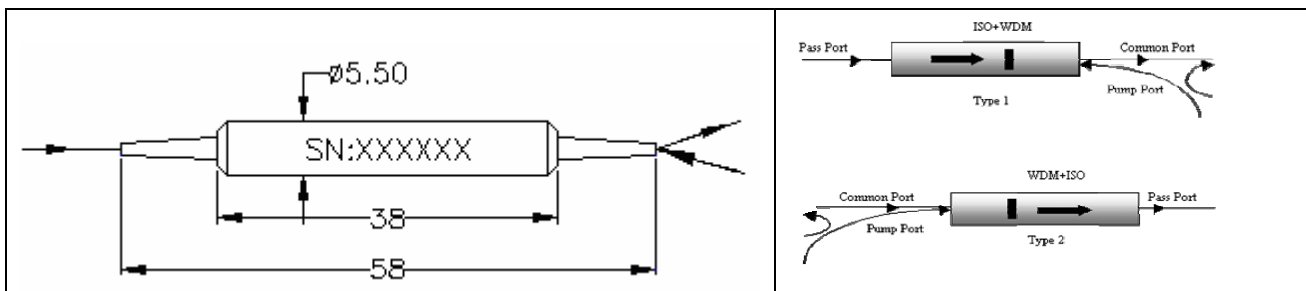 Ø5.50
SN:XXXXXX
38
58
ISO+WDM
Pass Port
Common Port
Pump Port
Type 1
WDM+ISO
Common Port
Pass Port
Pump Port
Type 2